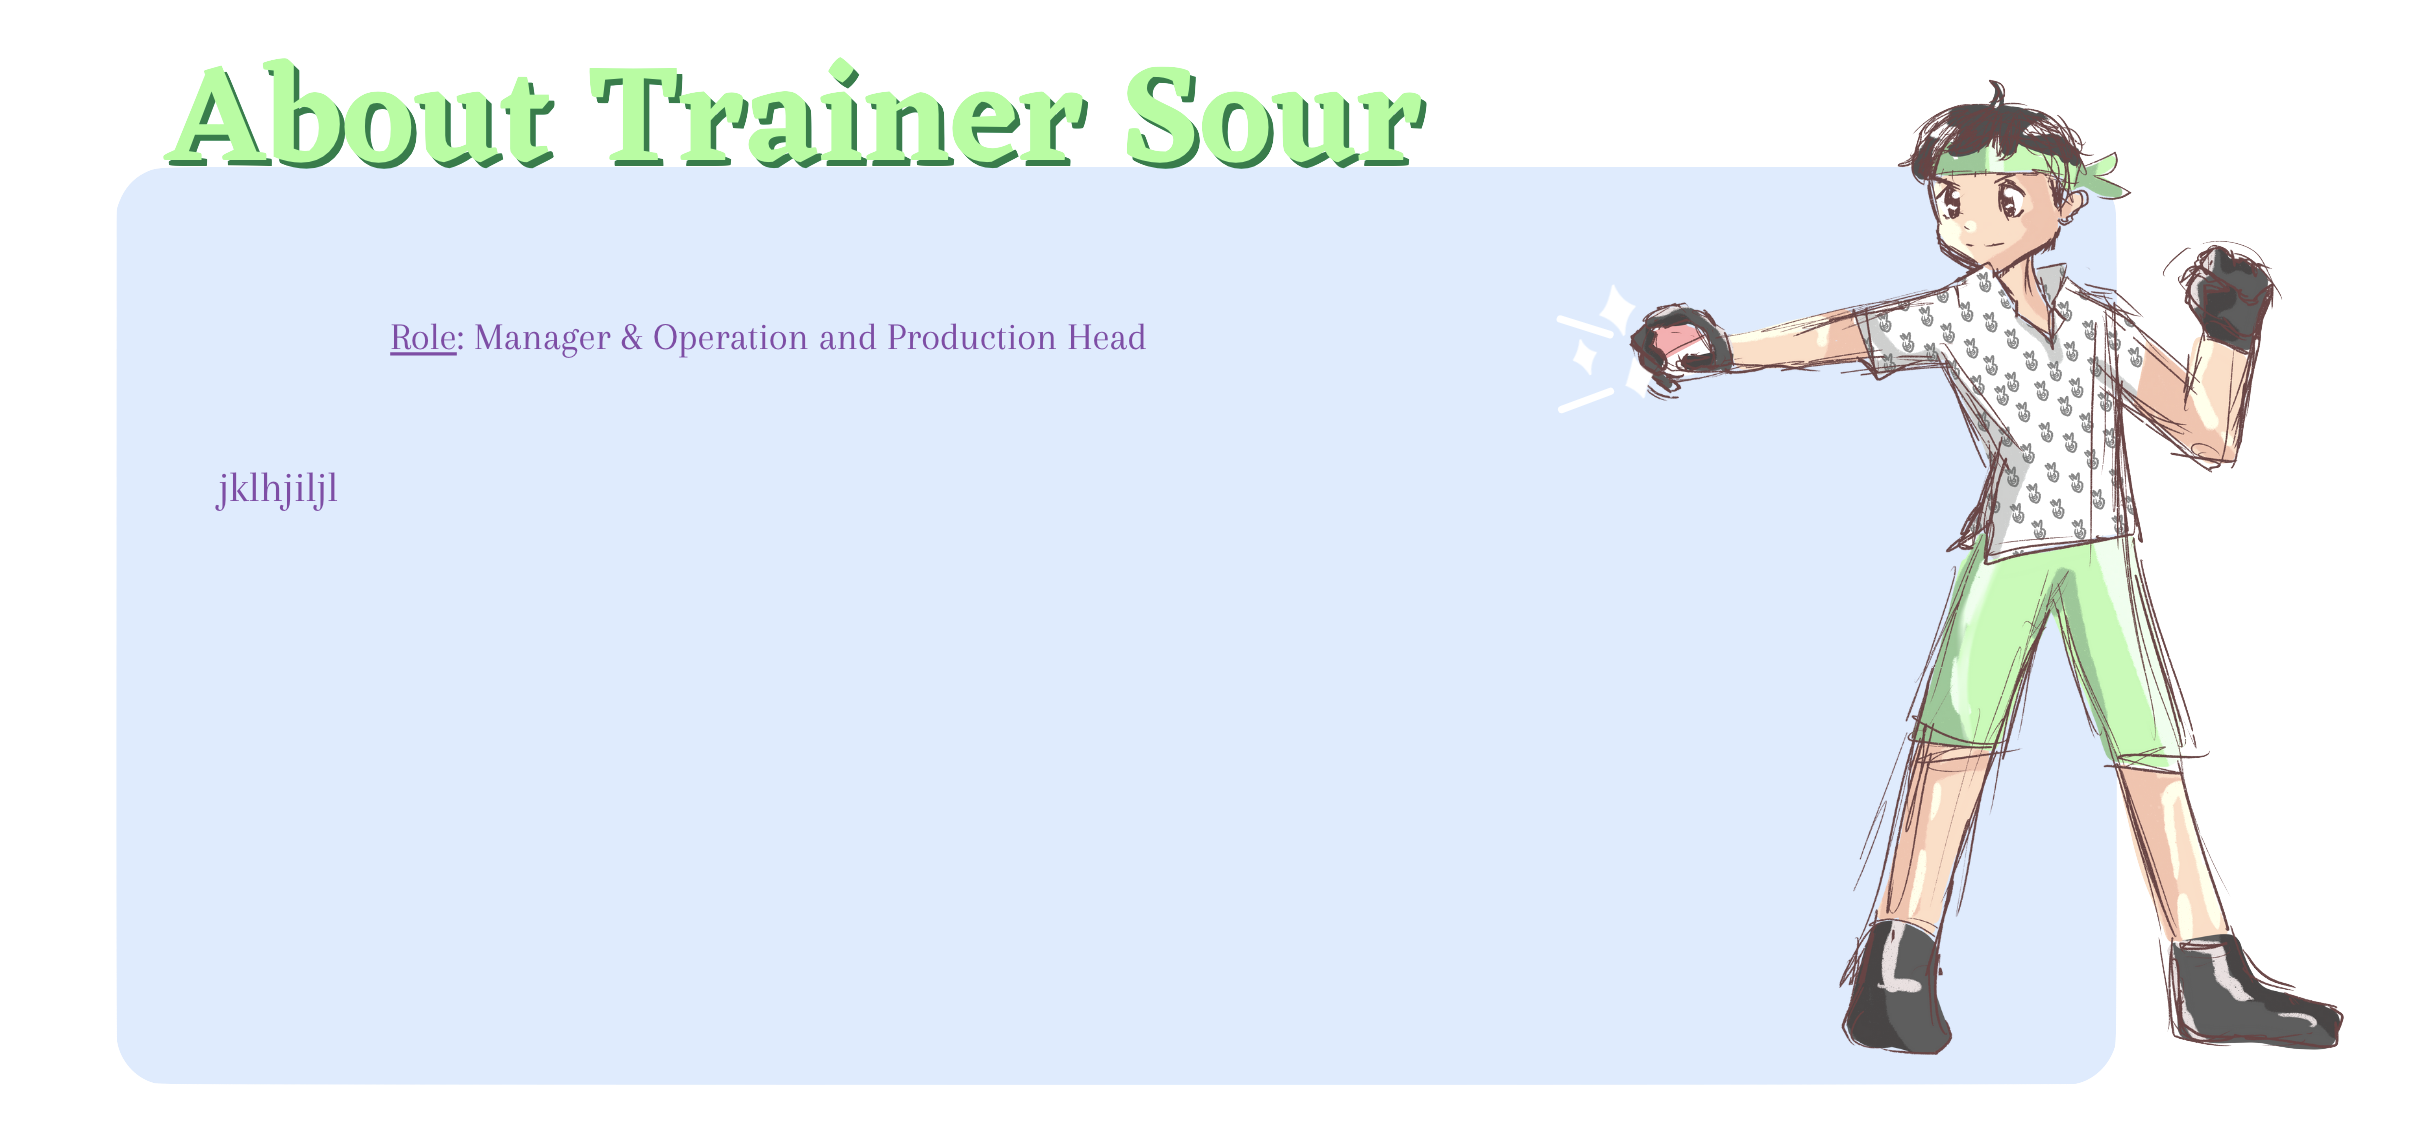 About Trainer Sour
Role: Manager & Operation and Production Head
jklhjiljl